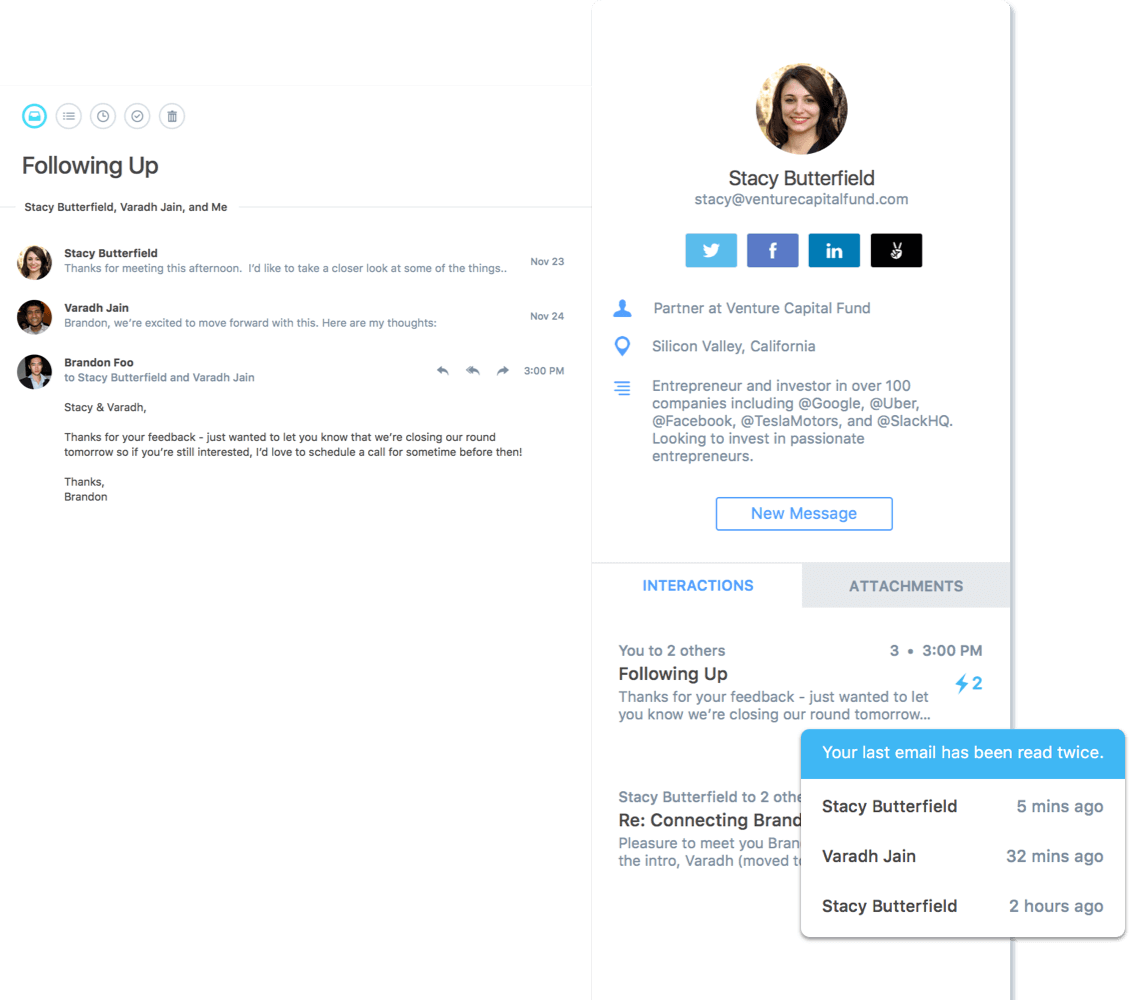 Following Up
Stacy Butterfield, Varadh Jain, and Me
Stacy Butterfield
Thanks for meeting this afternoon. I'd like to take a closer look at some of the things..
Nov 23
Varadh Jain
Brandon, we're excited to move forward with this. Here are my thoughts:
Nov 24
Brandon Foo
to Stacy Butterfield and Varadh Jain
3:00 PM
Stacy & Varadh,
Thanks for your feedback - just wanted to let you know that we're closing our round
tomorrow so if you're still interested, I'd love to schedule a call for sometime before then!
Thanks,
Brandon
Stacy Butterfield
stacy@venturecapitalfund.com
f
in
Partner at Venture Capital Fund
Silicon Valley, California
Entrepreneur and investor in over 100
companies including @Google, @Uber,
@Facebook, @TeslaMotors, and @SlackHQ.
Looking to invest in passionate
entrepreneurs.
New Message
INTERACTIONS
ATTACHMENTS
You to 2 others
3 • 3:00 PM
Following Up
2
Thanks for your feedback - just wanted to let
you know we're closing our round tomorrow...
Stacy Butterfield to 2 othe
Re: Connecting Brand
Pleasure to meet you Bran
the intro, Varadh (moved to
Your last email has been read twice.
Stacy Butterfield 5 mins ago
Varadh Jain 32 mins ago
Stacy Butterfield 2 hours ago